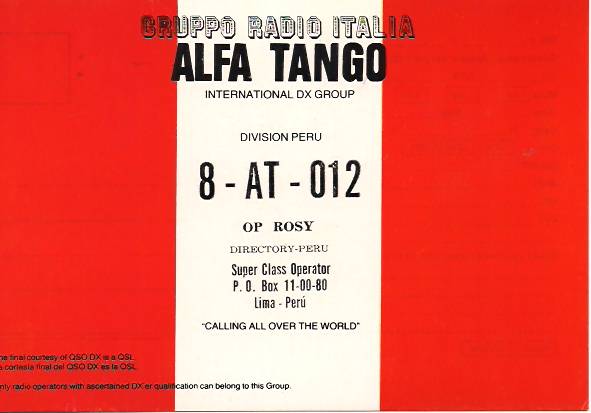 GRUPPO RADIO ITALIA
ALFA TANGO
INTERNATIONAL DX GROUP
DIVISION PERU
8 - AT - 012
OP ROSY
DIRECTORY-PERU
Super Class Operator
P. O. Box 11-00-80
Lima - Perú
"CALLING ALL OVER THE WORLD"
final courtesy of QSO DX is a QSL.
cortesía final del QSO DX es la QSL.
radio operators with ascertained DX'er qualification can belong to this Group.